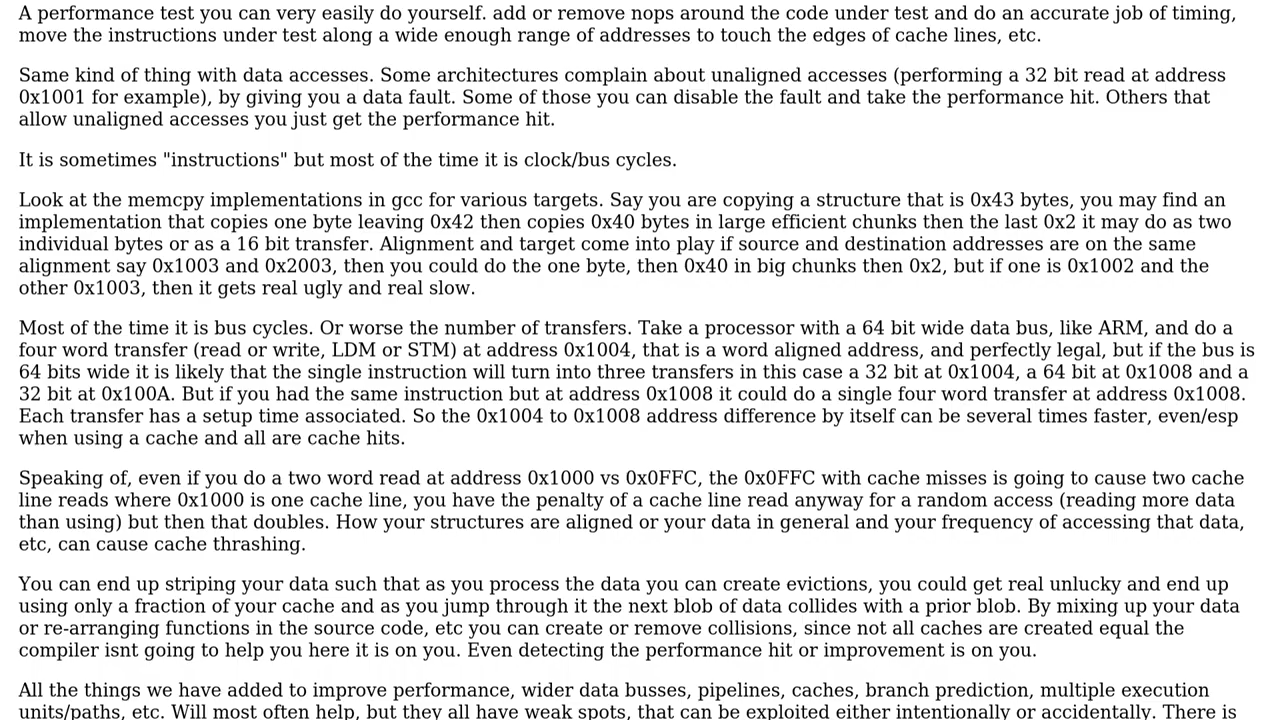 A performance test you can very easily do yourself. add or remove nops around the code under test and do an accurate job of timing,
move the instructions under test along a wide enough range of addresses to touch the edges of cache lines, etc.
Same kind of thing with data accesses. Some architectures complain about unaligned accesses (performing a 32 bit read at address
0x1001 for example), by giving you a data fault. Some of those you can disable the fault and take the performance hit. Others that
allow unaligned accesses you just get the performance hit.
It is sometimes "instructions" but most of the time it is clock/bus cycles.
Look at the memcpy implementations in gcc for various targets. Say you are copying a structure that is 0x43 bytes, you may find an
implementation that copies one byte leaving 0x42 then copies 0x40 bytes in large efficient chunks then the last 0x2 it may do as two
individual bytes or as a 16 bit transfer. Alignment and target come into play if source and destination addresses are on the same
alignment say 0x1003 and 0x2003, then you could do the one byte, then 0x40 in big chunks then 0x2, but if one is 0x1002 and the
other 0x1003, then it gets real ugly and real slow.
Most of the time it is bus cycles. Or worse the number of transfers. Take a processor with a 64 bit wide data bus, like ARM, and do a
four word transfer (read or write, LDM or STM) at address 0x1004, that is a word aligned address, and perfectly legal, but if the bus is
64 bits wide it is likely that the single instruction will turn into three transfers in this case a 32 bit at 0x1004, a 64 bit at 0x1008 and a
32 bit at 0x100A. But if you had the same instruction but at address 0x1008 it could do a single four word transfer at address 0x1008.
Each transfer has a setup time associated. So the 0x1004 to 0x1008 address difference by itself can be several times faster, even/esp
when using a cache and all are cache hits.
Speaking of, even if you do a two word read at address 0x1000 vs 0x0FFC, the 0x0FFC with cache misses is going to cause two cache
line reads where 0x1000 is one cache line, you have the penalty of a cache line read anyway for a random access (reading more data
than using) but then that doubles. How your structures are aligned or your data in general and your frequency of accessing that data,
etc, can cause cache thrashing.
You can end up striping your data such that as you process the data you can create evictions, you could get real unlucky and end up
using only a fraction of your cache and as you jump through it the next blob of data collides with a prior blob. By mixing up your data
or re-arranging functions in the source code, etc you can create or remove collisions, since not all caches are created equal the
compiler isnt going to help you here it is on you. Even detecting the performance hit or improvement is on you.
All the things we have added to improve performance, wider data busses, pipelines, caches, branch prediction, multiple execution
units/paths, etc. Will most often help, but they all have weak spots, that can be exploited either intentionally or accidentally. There is